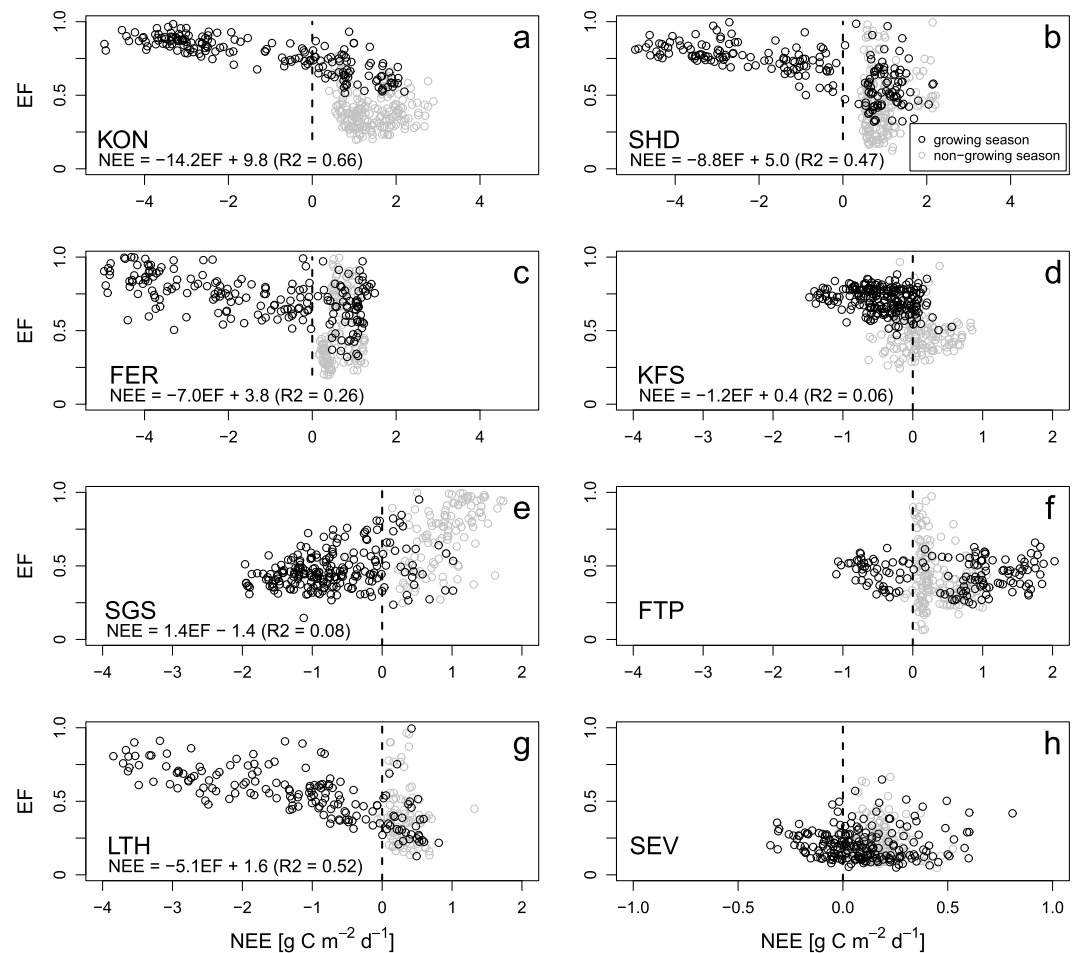 a
EF
1.0
0.5
0
KON
NEE = −14.2EF + 9.8 (R2 = 0.66)
−4 −2 0 2 4
b
1.0
0.5
0
SHD
NEE = −8.8EF + 5.0 (R2 = 0.47)
growing season
non−growing season
−4 −2 0 2 4
c
EF
1.0
0.5
0
FER
NEE = −7.0EF + 3.8 (R2 = 0.26)
−4 −2 0 2 4
d
1.0
0.5
0
KFS
NEE = −1.2EF + 0.4 (R2 = 0.06)
−4 −3 −2 −1 0 1 2
e
EF
1.0
0.5
0
SGS
NEE = 1.4EF − 1.4 (R2 = 0.08)
−4 −3 −2 −1 0 1 2
f
1.0
0.5
0
FTP
−4 −3 −2 −1 0 1 2
g
EF
1.0
0.5
0
LTH
NEE = −5.1EF + 1.6 (R2 = 0.52)
−4 −3 −2 −1 0 1 2
NEE [g C m−2 d−1]
h
1.0
0.5
0
SEV
−1.0 −0.5 0.0 0.5 1.0
NEE [g C m−2 d−1]